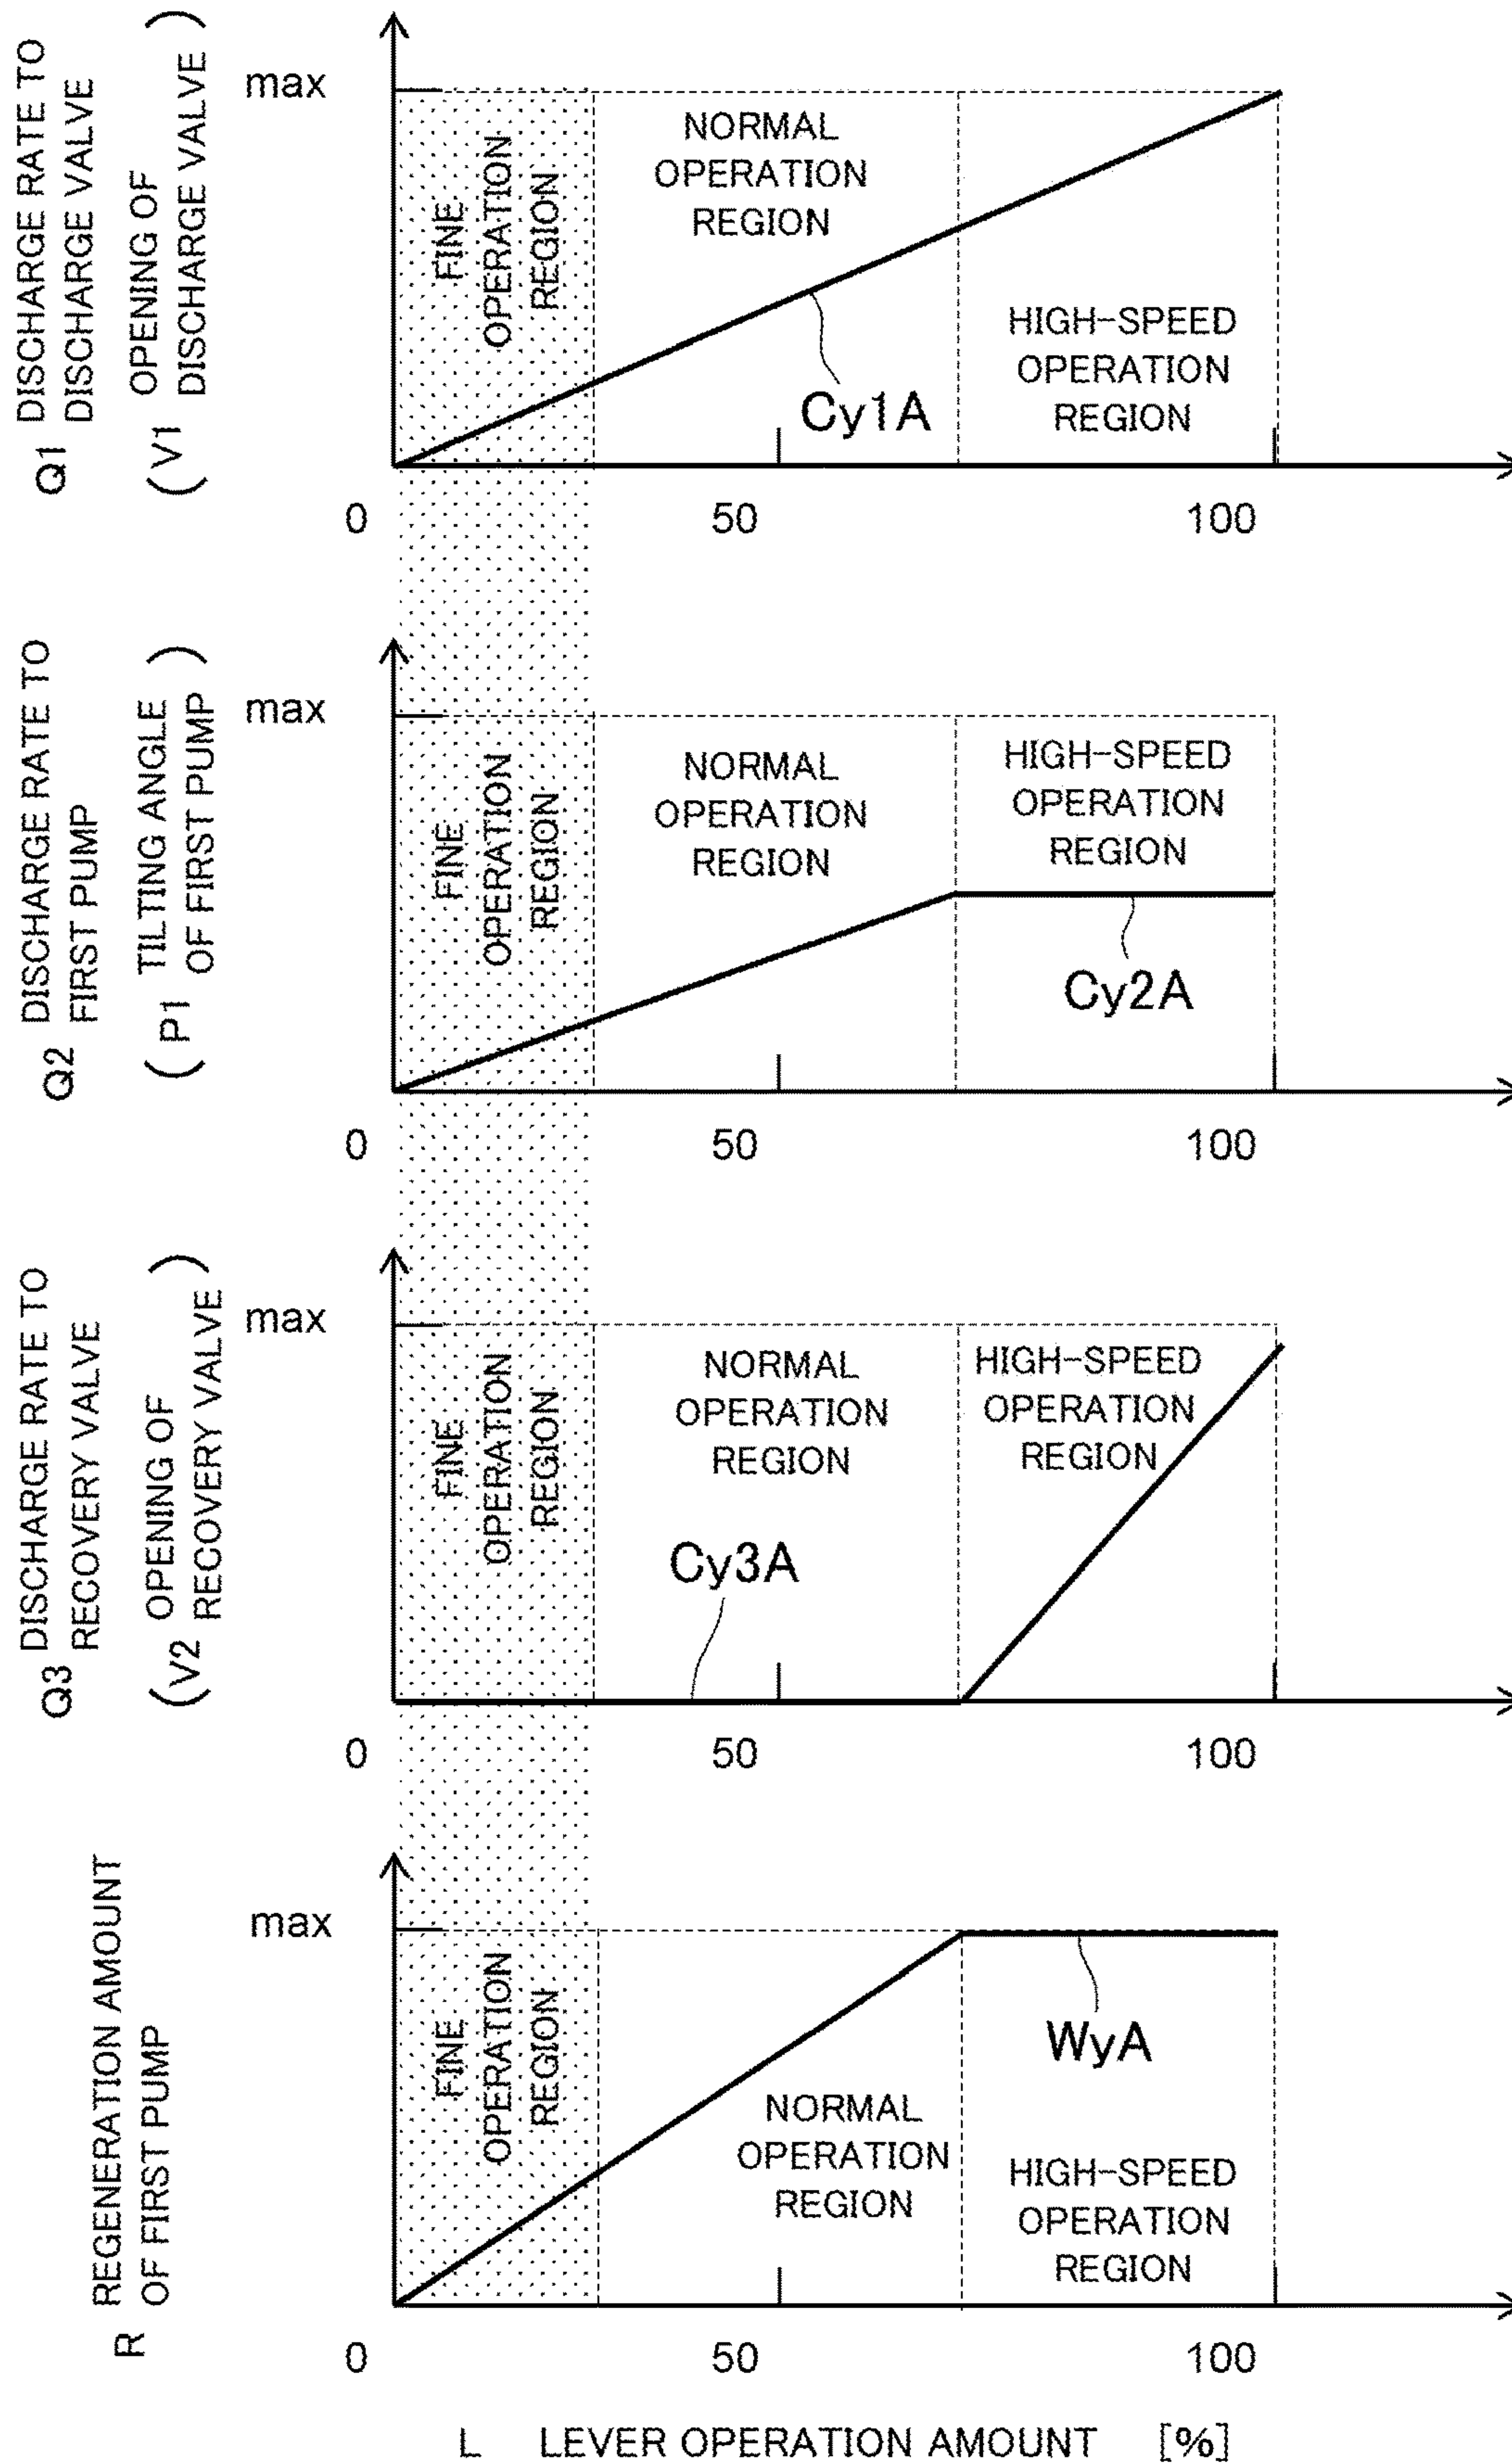 Q1 DISCHARGE RATE TO
DISCHARGE VALVE
(V1 OPENING OF
DISCHARGE VALVE)
max
FINE
OPERATION
REGION
NORMAL
OPERATION
REGION
HIGH-SPEED
OPERATION
REGION
Cy1A
0 50 100
Q2 DISCHARGE RATE TO
FIRST PUMP
(P1 TILTING ANGLE
OF FIRST PUMP)
max
FINE
OPERATION
REGION
NORMAL
OPERATION
REGION
HIGH-SPEED
OPERATION
REGION
Cy2A
0 50 100
Q3 DISCHARGE RATE TO
RECOVERY VALVE
(V2 OPENING OF
RECOVERY VALVE)
max
FINE
OPERATION
REGION
NORMAL
OPERATION
REGION
HIGH-SPEED
OPERATION
REGION
Cy3A
0 50 100
R REGENERATION AMOUNT
OF FIRST PUMP
max
FINE
OPERATION
REGION
NORMAL
OPERATION
REGION
HIGH-SPEED
OPERATION
REGION
WyA
0 50 100
L LEVER OPERATION AMOUNT [%]